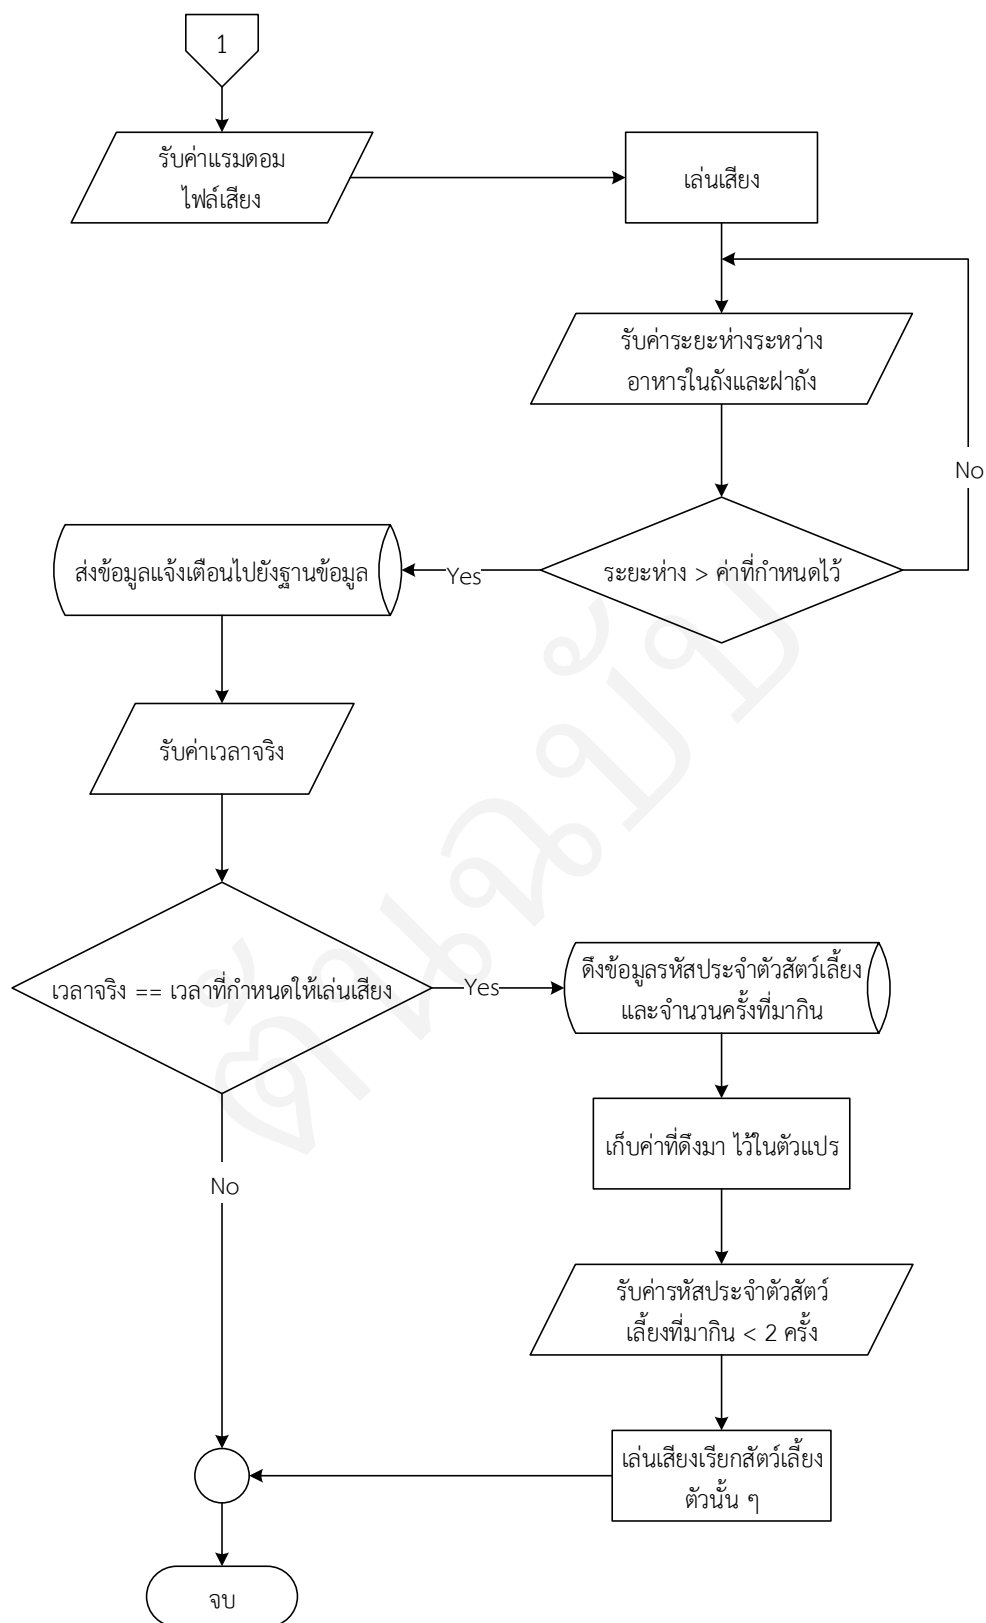 1
รับค่าแรมดอม
ไฟล์เสียง
เล่นเสียง
รับค่าระยะห่างระหว่าง
อาหารในถังและฝาถัง
No
ระยะห่าง > ค่าที่กำหนดไว้
Yes
ส่งข้อมูลแจ้งเตือนไปยังฐานข้อมูล
รับค่าเวลาจริง
เวลาจริง == เวลาที่กำหนดให้เล่นเสียง
Yes
ดึงข้อมูลรหัสประจำตัวสัตว์เลี้ยง
และจำนวนครั้งที่มากิน
เก็บค่าที่ดึงมา ไว้ในตัวแปร
No
รับค่ารหัสประจำตัวสัตว์
เลี้ยงที่มากิน < 2 ครั้ง
เล่นเสียงเรียกสัตว์เลี้ยง
ตัวนั้น ๆ
จบ
ต้นฉบับ